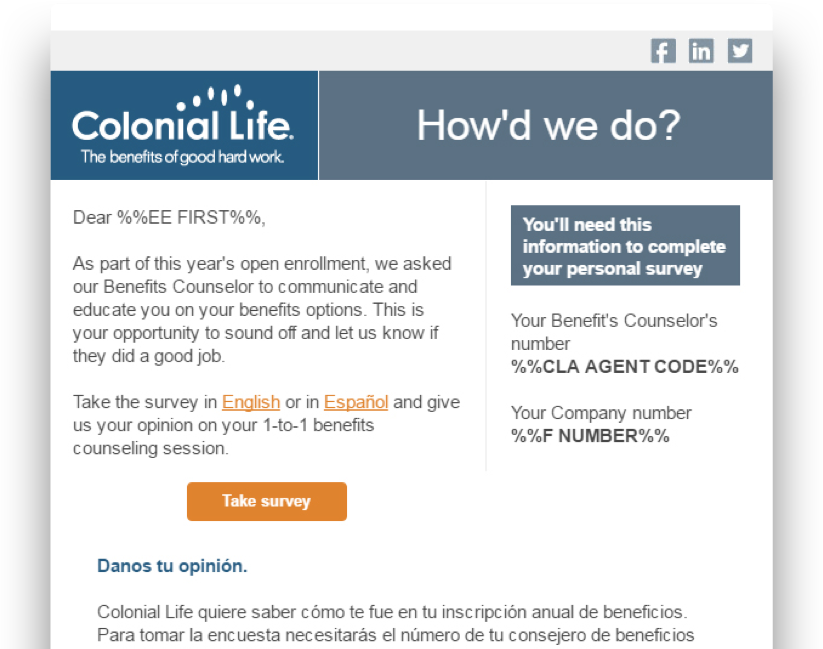 Colonial Life.
The benefits of good hard work.
How'd we do?
Dear %%EE FIRST%%,
As part of this year's open enrollment, we asked
our Benefits Counselor to communicate and
educate you on your benefits options. This is
your opportunity to sound off and let us know if
they did a good job.
Take the survey in English or in Español and give
us your opinion on your 1-to-1 benefits
counseling session.
Take survey
You'll need this
information to complete
your personal survey
Your Benefit's Counselor's
number
%%CLA AGENT CODE%%
Your Company number
%%F NUMBER%%
Danos tu opinión.
Colonial Life quiere saber cómo te fue en tu inscripción anual de beneficios.
Para tomar la encuesta necesitarás el número de tu consejero de beneficios